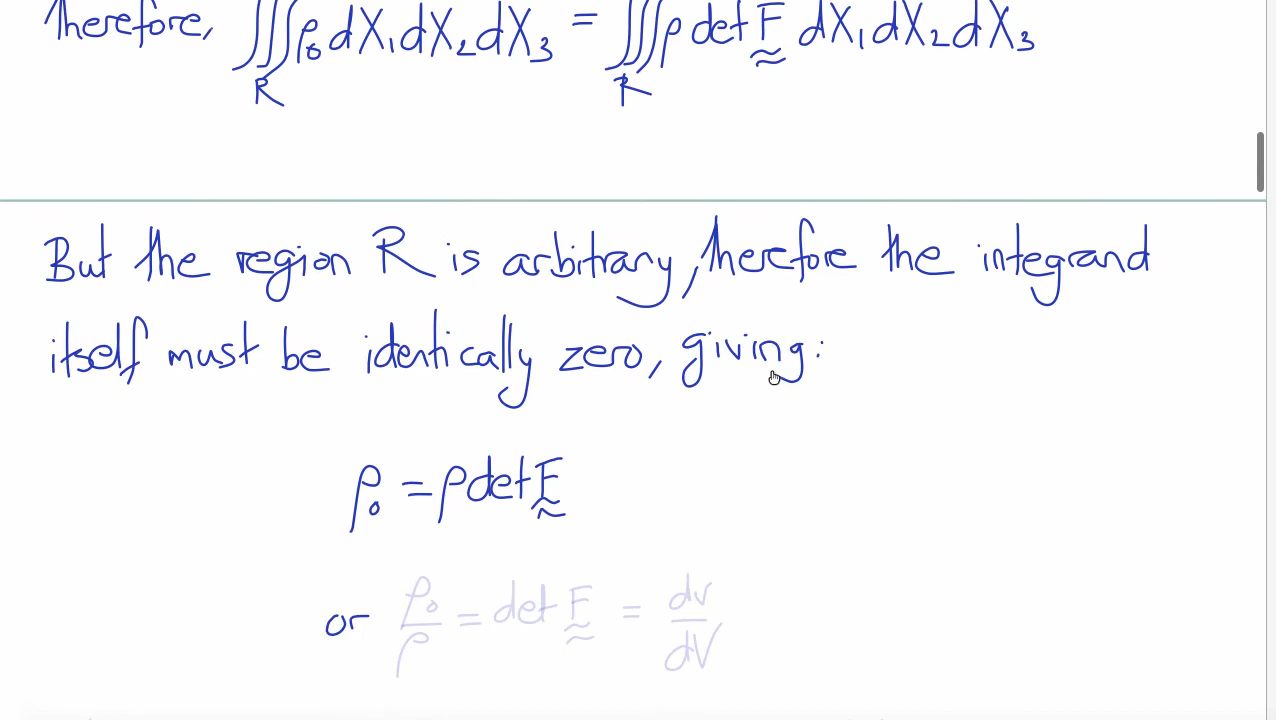 Therefore, ∭_R ρ₀ dX₁dX₂dX₃ = ∭_R ρ det F̰̰ dX₁dX₂dX₃
But the region R is arbitrary, therefore the integrand
itself must be identically zero, giving:
ρ₀ = ρ det F̰̰
or ρ₀/ρ = det F̰̰ = dv/dV